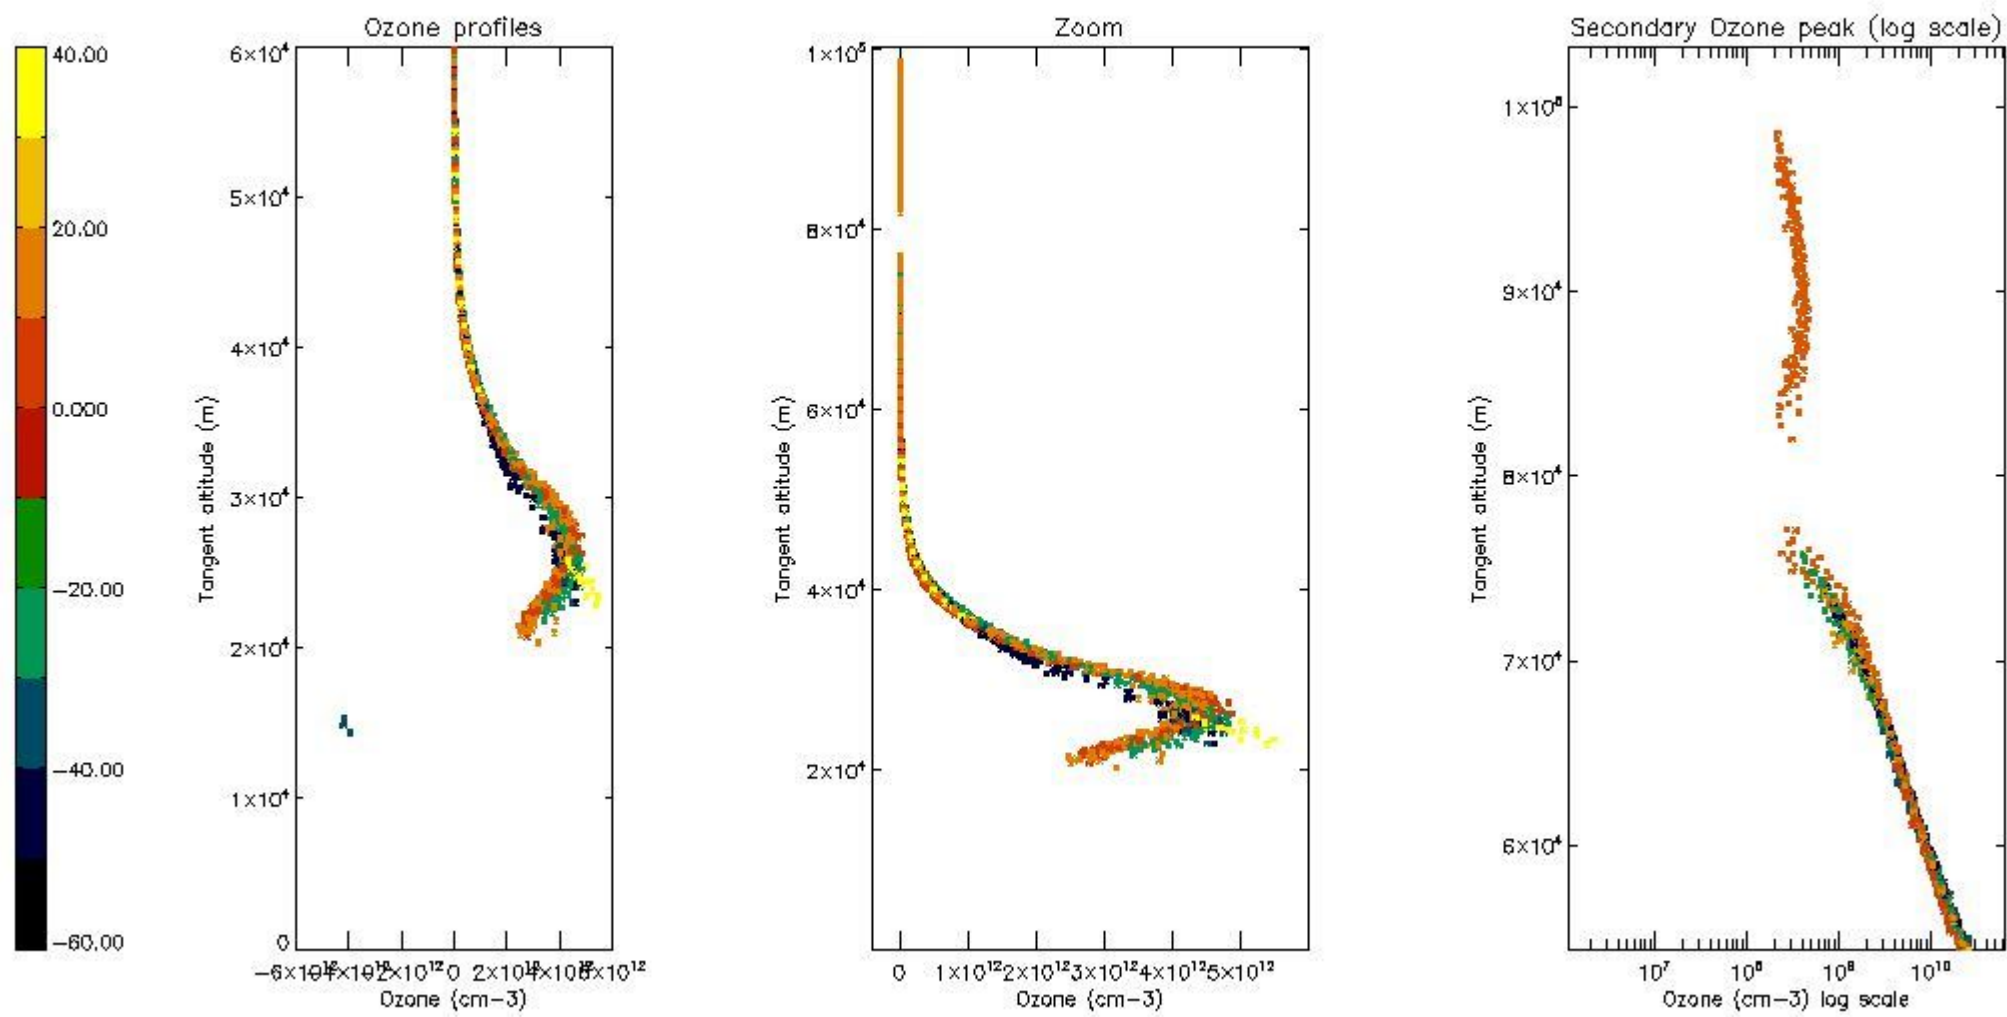 Ozone profiles
Zoom
Secondary Ozone peak (log scale)
40.00
20.00
0.000
-20.00
-40.00
-60.00
6×10⁴
5×10⁴
4×10⁴
3×10⁴
2×10⁴
1×10⁴
0
Tangent altitude (m)
0
Ozone (cm-3)
1×10⁵
8×10⁴
6×10⁴
4×10⁴
2×10⁴
Tangent altitude (m)
0 1×10¹² 2×10¹² 3×10¹² 4×10¹² 5×10¹²
Ozone (cm-3)
9×10⁴
8×10⁴
7×10⁴
6×10⁴
Tangent altitude (m)
10⁷ 10⁸ 10⁹ 10¹⁰
Ozone (cm-3) log scale